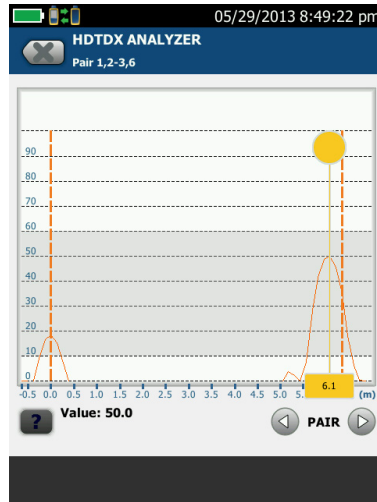 05/29/2013 8:49:22 pm
HDTDX ANALYZER
Pair 1,2-3,6
90
80
70
60
50
40
30
20
10
0
-0.5 0.0 0.5 1.0 1.5 2.0 2.5 3.0 3.5 4.0 4.5 5.0 5. 6.1 (m)
? Value: 50.0 PAIR